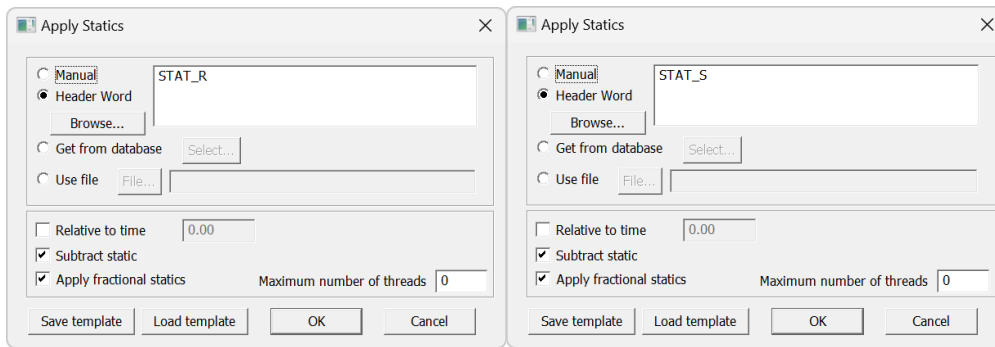 Apply Statics
Manual
STAT_R
Header Word
Browse...
Get from database Select...
Use file File...
Relative to time 0.00
Subtract static
Apply fractional statics Maximum number of threads 0
Save template Load template OK Cancel
Apply Statics
Manual
STAT_S
Header Word
Browse...
Get from database Select...
Use file File...
Relative to time 0.00
Subtract static
Apply fractional statics Maximum number of threads 0
Save template Load template OK Cancel